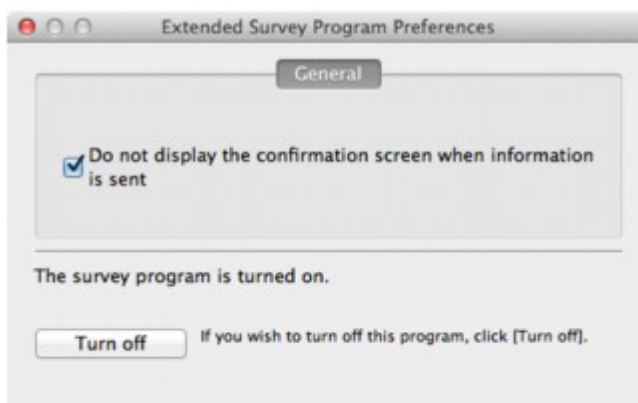 Extended Survey Program Preferences
General
Do not display the confirmation screen when information
is sent
The survey program is turned on.
Turn off
If you wish to turn off this program, click [Turn off].